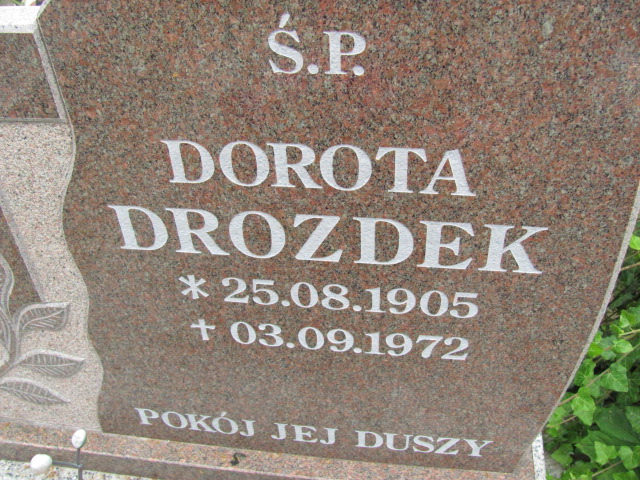 Ś.P.
DOROTA
DROZDEK
* 25.08.1905
† 03.09.1972
POKÓJ JEJ DUSZY